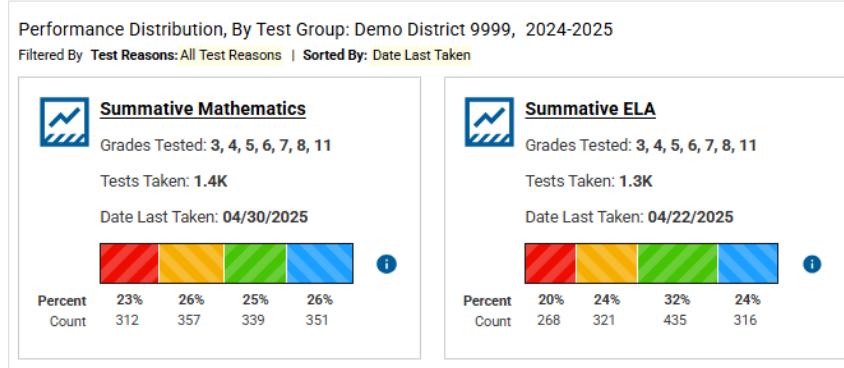 Performance Distribution, By Test Group: Demo District 9999, 2024-2025
Filtered By Test Reasons: All Test Reasons | Sorted By: Date Last Taken
Summative Mathematics
Grades Tested: 3, 4, 5, 6, 7, 8, 11
Tests Taken: 1.4K
Date Last Taken: 04/30/2025
Percent 23% 26% 25% 26%
Count 312 357 339 351
Summative ELA
Grades Tested: 3, 4, 5, 6, 7, 8, 11
Tests Taken: 1.3K
Date Last Taken: 04/22/2025
Percent 20% 24% 32% 24%
Count 268 321 435 316